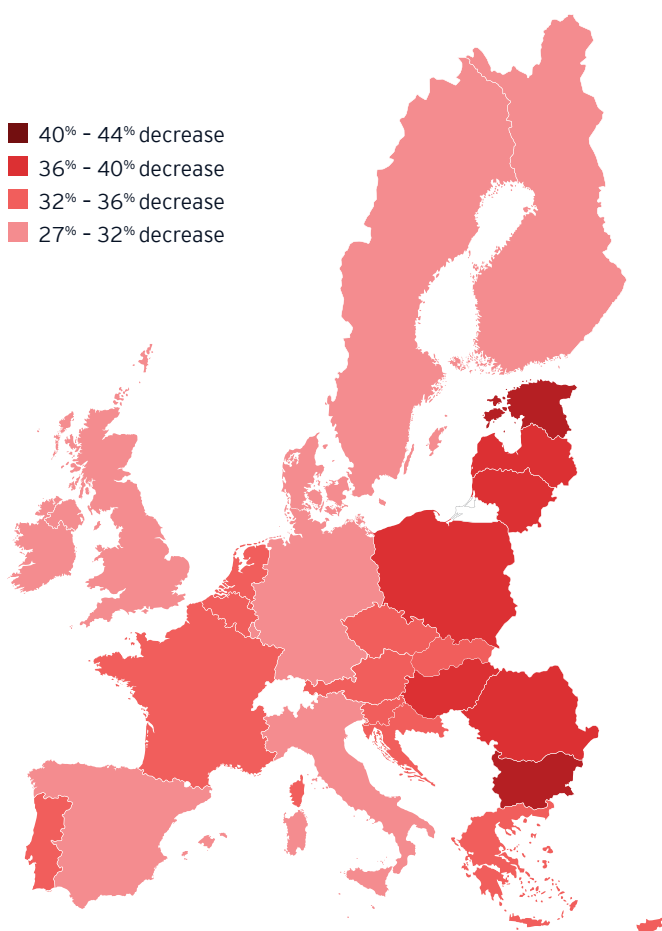 40% - 44% decrease
36% - 40% decrease
32% - 36% decrease
27% - 32% decrease